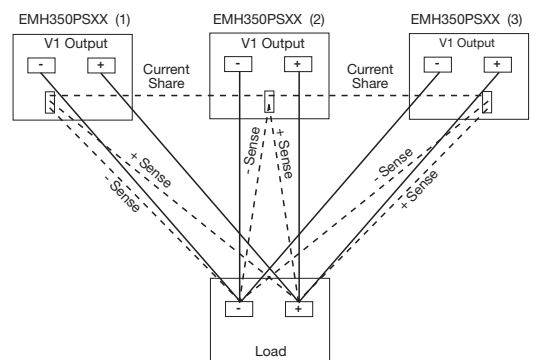 EMH350PSXX (1)
EMH350PSXX (2)
EMH350PSXX (3)
V1 Output
V1 Output
V1 Output
-
+
-
+
-
+
Current
Share
Current
Share
+ Sense
- Sense
- Sense
+ Sense
- Sense
+ Sense
-
+
Load